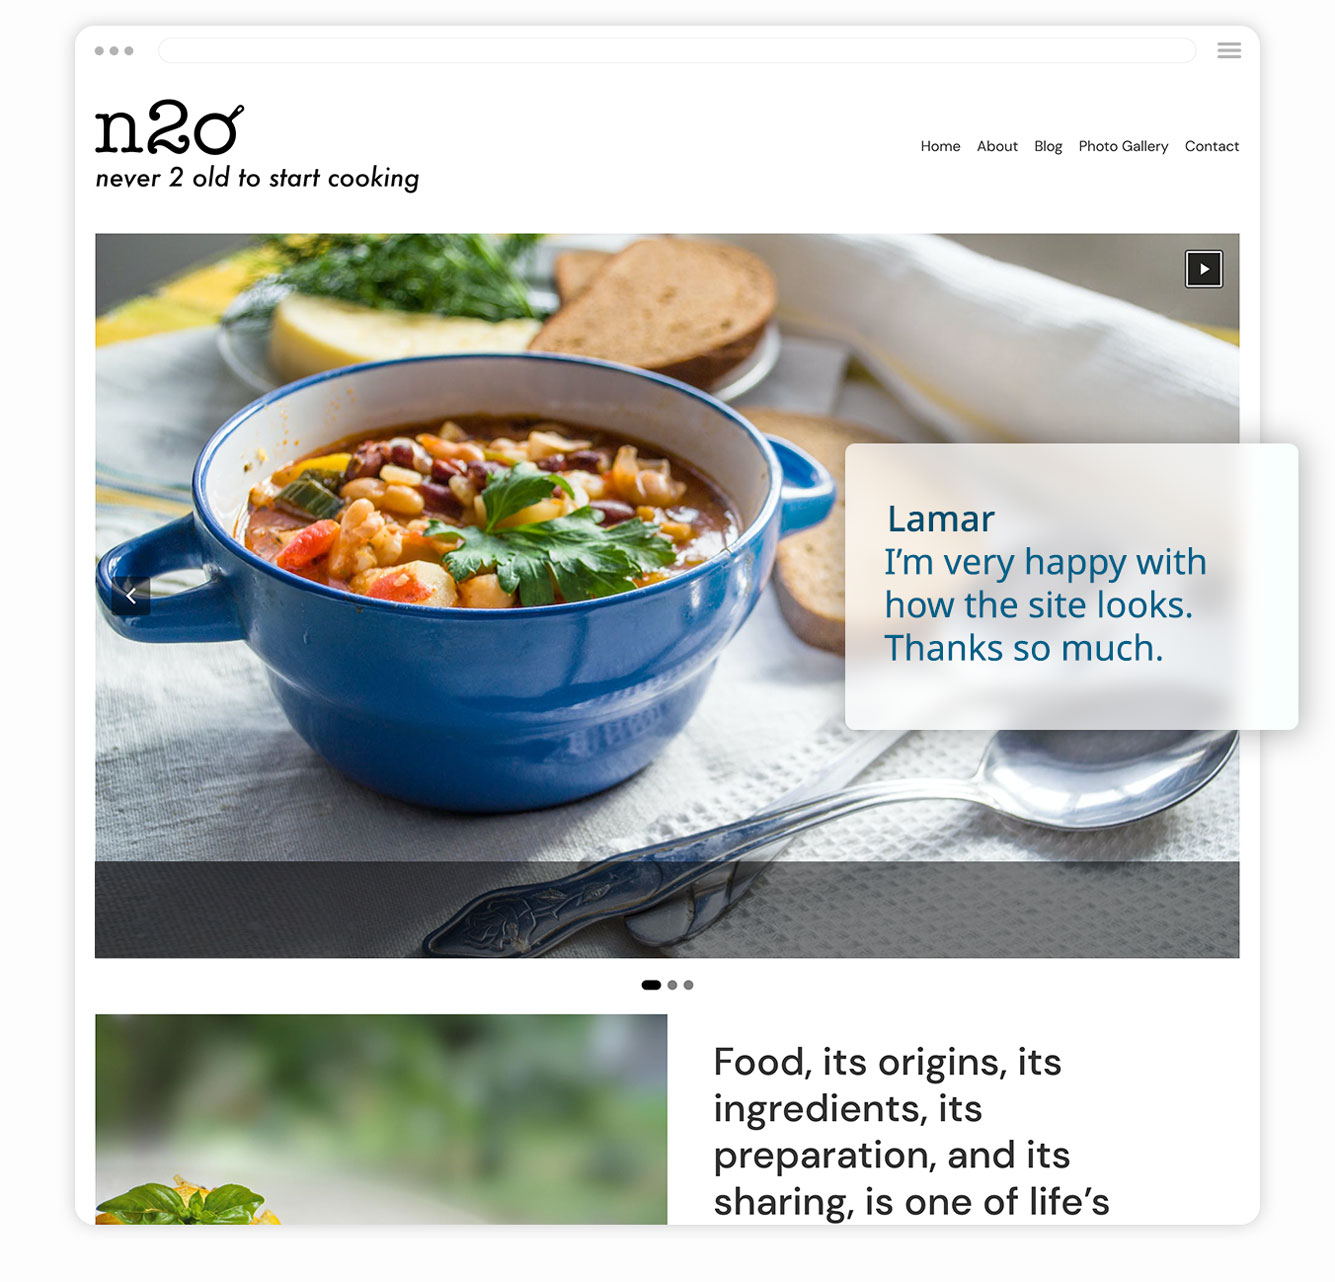 n2o
never 2 old to start cooking
Home About Blog Photo Gallery Contact
Lamar
I’m very happy with
how the site looks.
Thanks so much.
Food, its origins, its
ingredients, its
preparation, and its
sharing, is one of life’s